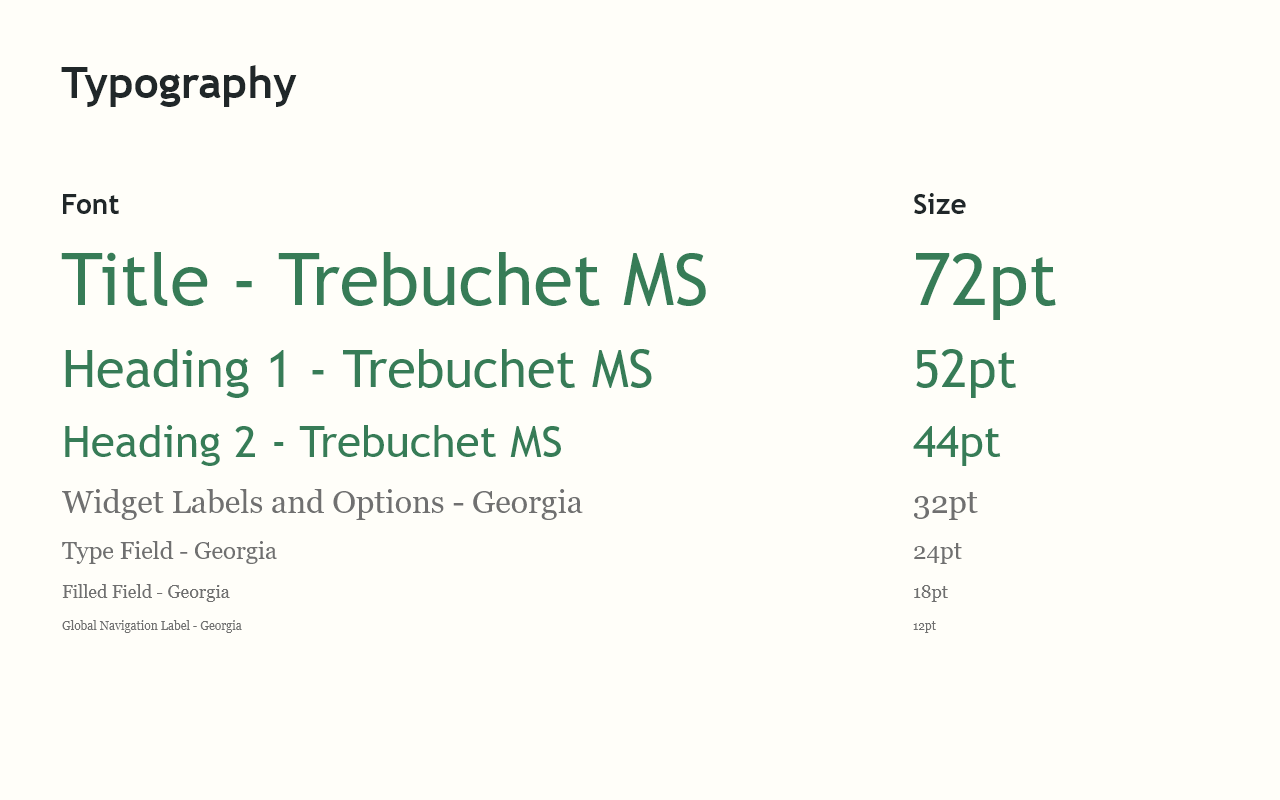 Typography
Font Size
Title - Trebuchet MS 72pt
Heading 1 - Trebuchet MS 52pt
Heading 2 - Trebuchet MS 44pt
Widget Labels and Options - Georgia 32pt
Type Field - Georgia 24pt
Filled Field - Georgia 18pt
Global Navigation Label - Georgia 12pt